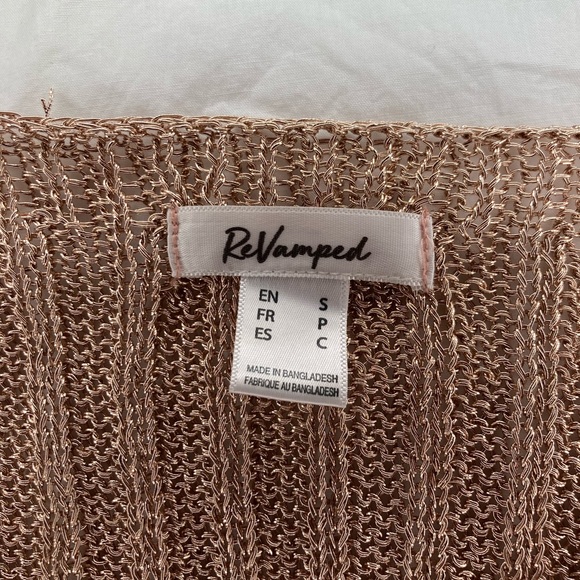 ReVamped
EN S
FR P
ES C
MADE IN BANGLADESH
FABRIQUE AU BANGLADESH